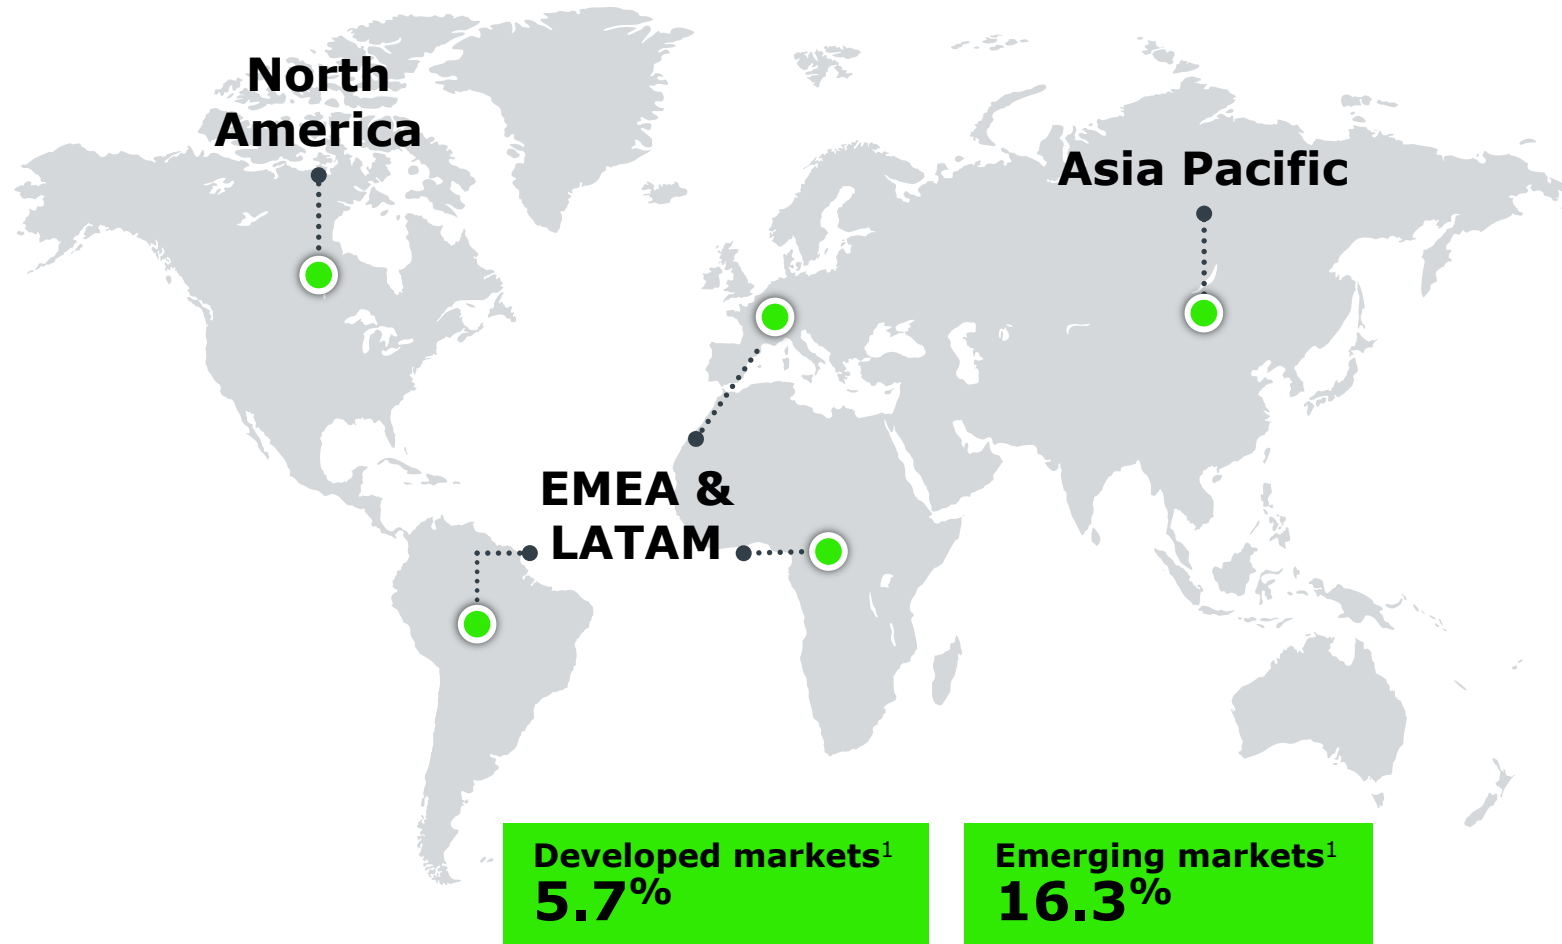 North
America
Asia Pacific
EMEA &
LATAM
Developed markets¹
5.7%
Emerging markets¹
16.3%